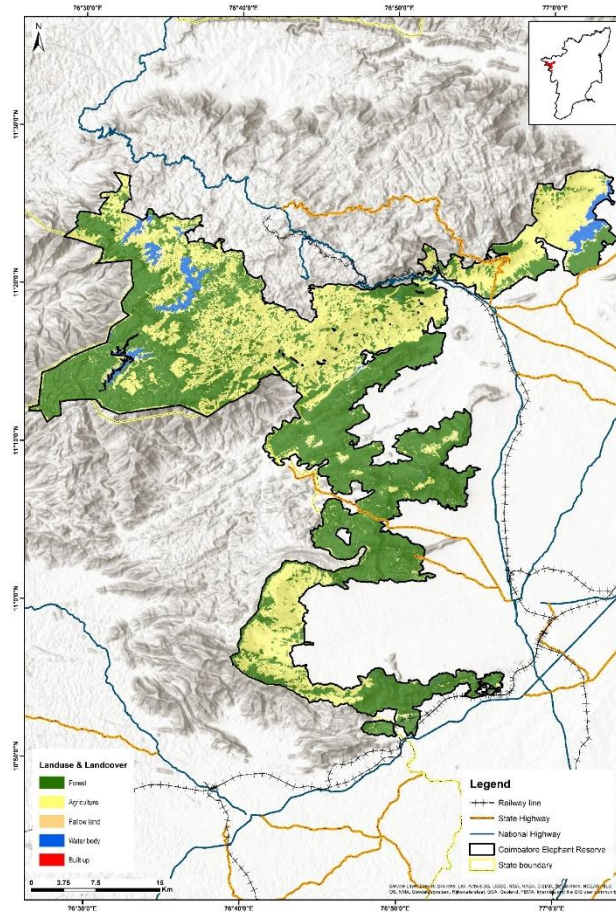 76°30'0"E
76°40'0"E
76°50'0"E
77°0'0"E
N
11°30'0"N
11°20'0"N
11°10'0"N
11°0'0"N
10°50'0"N
Landuse & Landcover
Forest
Agriculture
Fallow land
Water body
Built up
0 3.75 7.5 15
Km
Legend
Railway line
State Highway
National Highway
Coimbatore Elephant Reserve
State boundary
76°30'0"E
76°40'0"E
76°50'0"E
77°0'0"E